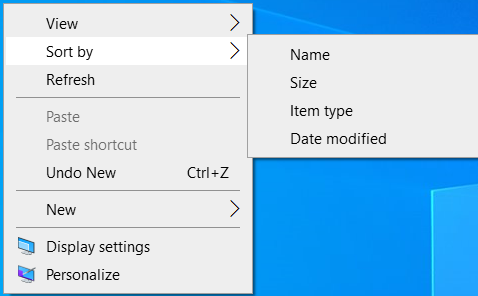 View
Sort by
Refresh
Paste
Paste shortcut
Undo New Ctrl+Z
New
Display settings
Personalize
Name
Size
Item type
Date modified